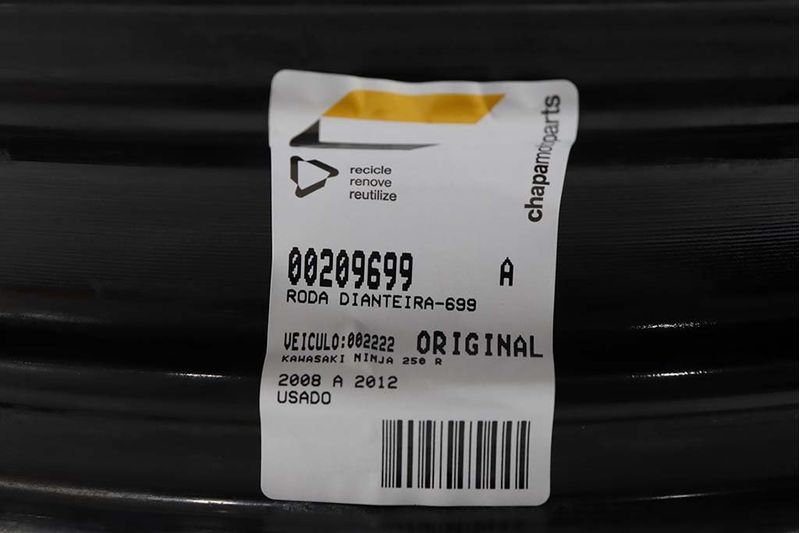 chapamotoparts
recicle
renove
reutilize
00209699 A
RODA DIANTEIRA-699
VEICULO:002222 ORIGINAL
KAWASAKI NINJA 250 R
2008 A 2012
USADO